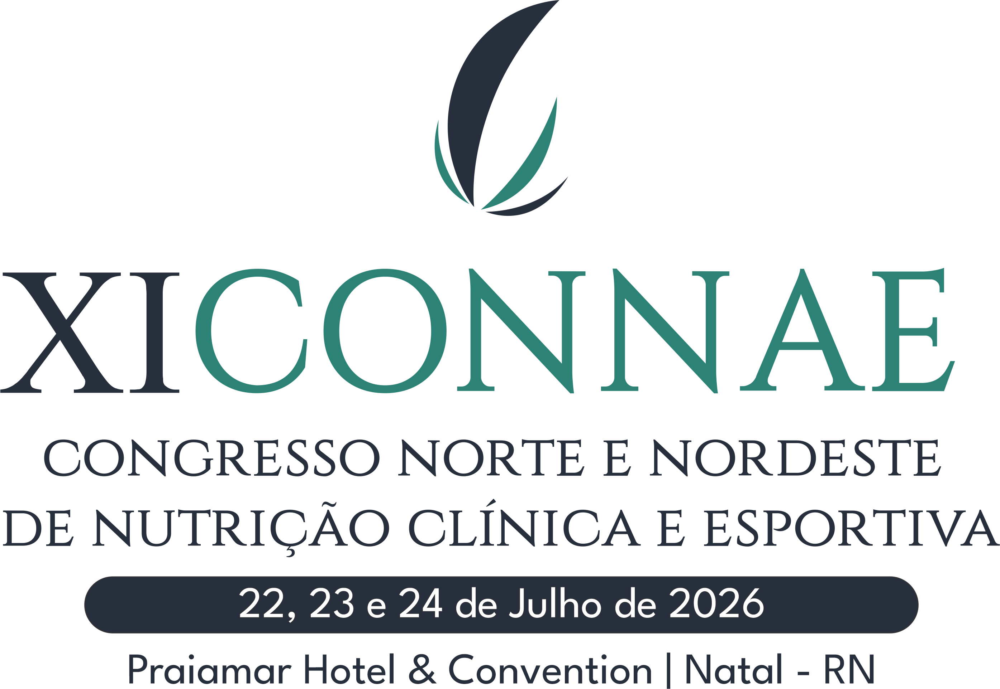 XICONNAE
CONGRESSO NORTE E NORDESTE
DE NUTRIÇÃO CLÍNICA E ESPORTIVA
22, 23 e 24 de Julho de 2026
Praiamar Hotel & Convention | Natal - RN